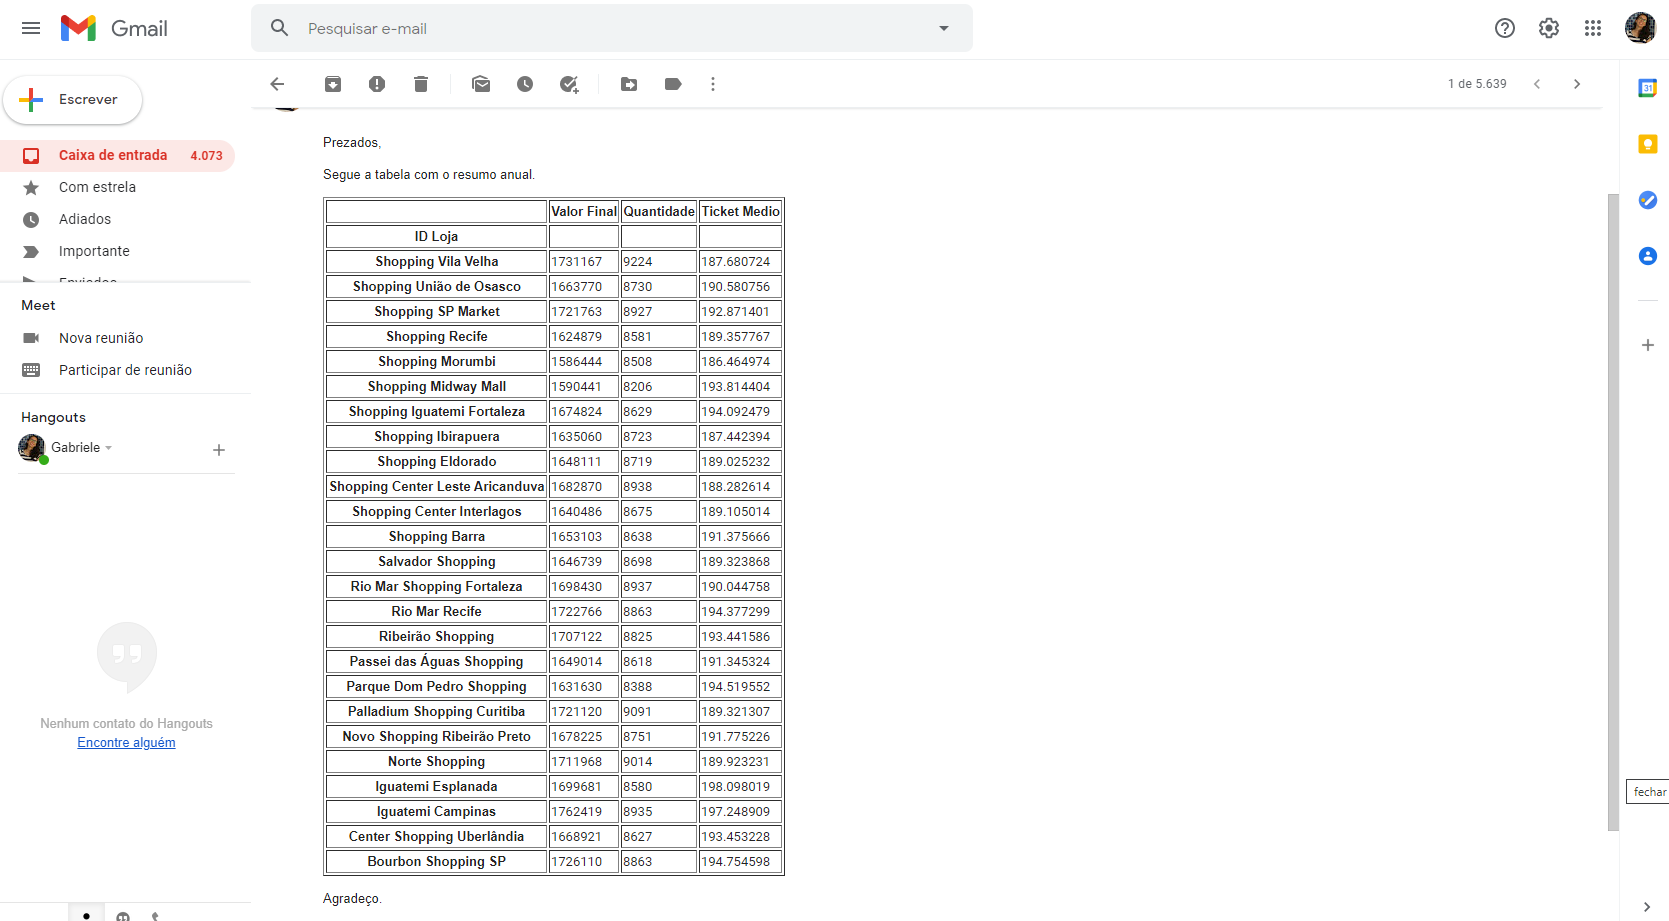 Gmail
Pesquisar e-mail
Escrever
1 de 5.639
31
Caixa de entrada 4.073
Com estrela
Adiados
Importante
Enviados
Meet
Nova reunião
Participar de reunião
Hangouts
Gabriele
Nenhum contato do Hangouts
Encontre alguém
Prezados,
Segue a tabela com o resumo anual.
Valor Final Quantidade Ticket Medio
ID Loja
Shopping Vila Velha 1731167 9224 187.680724
Shopping União de Osasco 1663770 8730 190.580756
Shopping SP Market 1721763 8927 192.871401
Shopping Recife 1624879 8581 189.357767
Shopping Morumbi 1586444 8508 186.464974
Shopping Midway Mall 1590441 8206 193.814404
Shopping Iguatemi Fortaleza 1674824 8629 194.092479
Shopping Ibirapuera 1635060 8723 187.442394
Shopping Eldorado 1648111 8719 189.025232
Shopping Center Leste Aricanduva 1682870 8938 188.282614
Shopping Center Interlagos 1640486 8675 189.105014
Shopping Barra 1653103 8638 191.375666
Salvador Shopping 1646739 8698 189.323868
Rio Mar Shopping Fortaleza 1698430 8937 190.044758
Rio Mar Recife 1722766 8863 194.377299
Ribeirão Shopping 1707122 8825 193.441586
Passei das Águas Shopping 1649014 8618 191.345324
Parque Dom Pedro Shopping 1631630 8388 194.519552
Palladium Shopping Curitiba 1721120 9091 189.321307
Novo Shopping Ribeirão Preto 1678225 8751 191.775226
Norte Shopping 1711968 9014 189.923231
Iguatemi Esplanada 1699681 8580 198.098019
Iguatemi Campinas 1762419 8935 197.248909
Center Shopping Uberlândia 1668921 8627 193.453228
Bourbon Shopping SP 1726110 8863 194.754598
Agradeço.
fechar